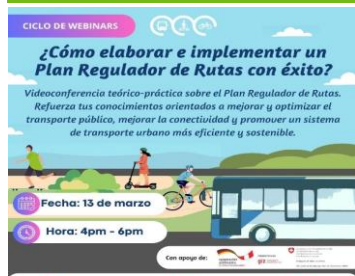 CICLO DE WEBINARS
¿Cómo elaborar e implementar un
Plan Regulador de Rutas con éxito?
Videoconferencia teórico-práctica sobre el Plan Regulador de Rutas.
Refuerza tus conocimientos orientados a mejorar y optimizar el
transporte público, mejorar la conectividad y promover un sistema
de transporte urbano más eficiente y sostenible.
Fecha: 13 de marzo
Hora: 4pm – 6pm
Con apoyo de:
giz